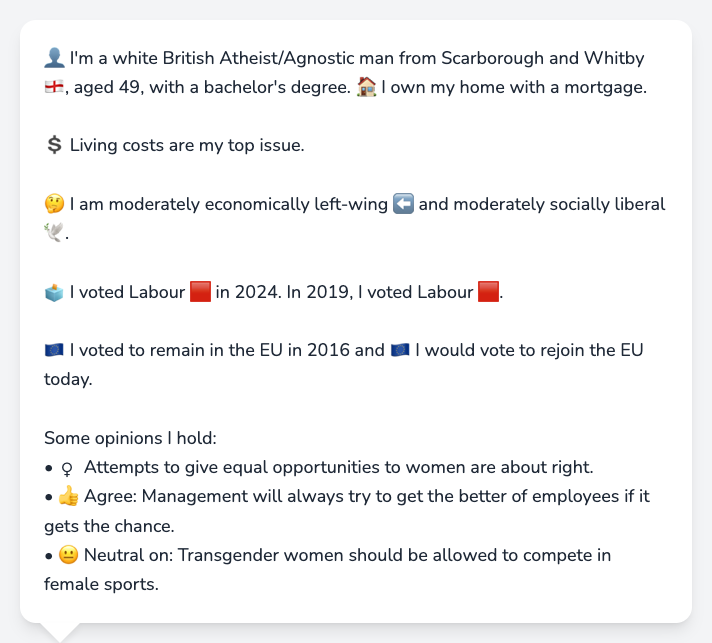 👤 I'm a white British Atheist/Agnostic man from Scarborough and Whitby
🏴󠁧󠁢󠁥󠁮󠁧󠁿, aged 49, with a bachelor's degree. 🏠 I own my home with a mortgage.
💲 Living costs are my top issue.
🤔 I am moderately economically left-wing ⬅️ and moderately socially liberal
🕊️.
🗳️ I voted Labour 🟥 in 2024. In 2019, I voted Labour 🟥.
🇪🇺 I voted to remain in the EU in 2016 and 🇪🇺 I would vote to rejoin the EU
today.
Some opinions I hold:
• ♀ Attempts to give equal opportunities to women are about right.
• 👍 Agree: Management will always try to get the better of employees if it
gets the chance.
• 😐 Neutral on: Transgender women should be allowed to compete in
female sports.